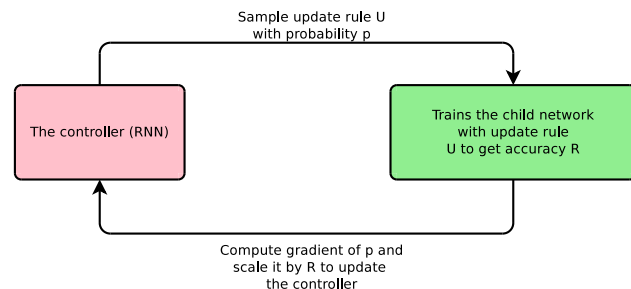 Sample update rule U
with probability p
The controller (RNN)
Trains the child network
with update rule
U to get accuracy R
Compute gradient of p and
scale it by R to update
the controller